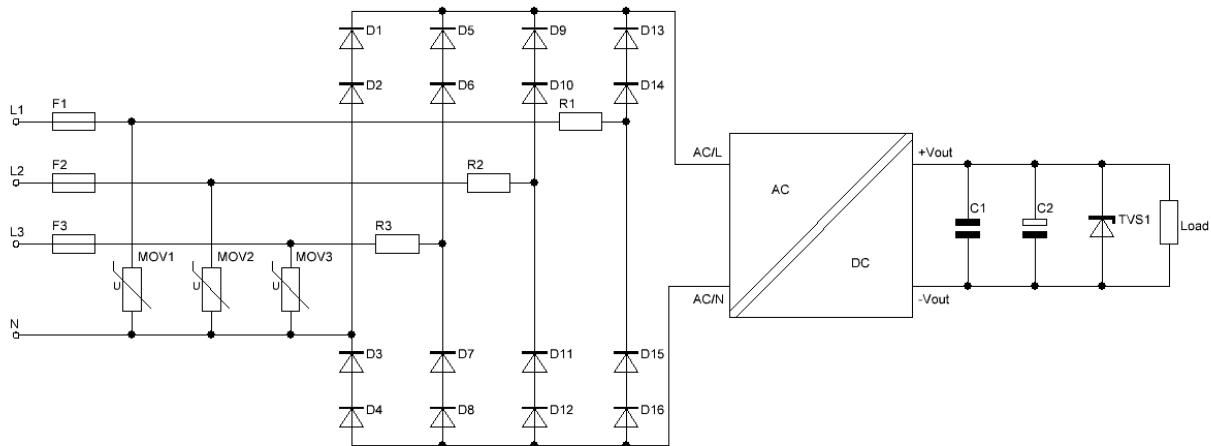 D1 D5 D9 D13
D2 D6 D10 D14
L1 F1 R1
L2 F2 R2
L3 F3 R3
MOV1 MOV2 MOV3
U U U
N
D3 D7 D11 D15
D4 D8 D12 D16
AC/L
AC
DC
AC/N
+Vout
-Vout
C1 C2 TVS1 Load